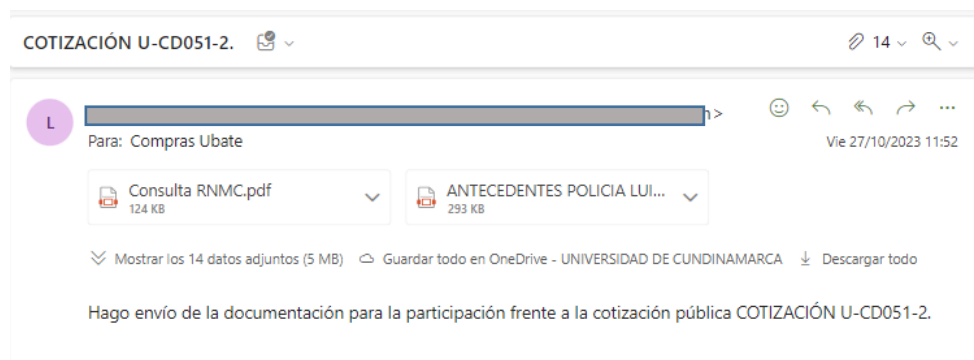 COTIZACIÓN U-CD051-2.
14
L
n>
Para: Compras Ubate
Vie 27/10/2023 11:52
Consulta RNMC.pdf
124 KB
ANTECEDENTES POLICIA LUI...
293 KB
Mostrar los 14 datos adjuntos (5 MB) Guardar todo en OneDrive - UNIVERSIDAD DE CUNDINAMARCA Descargar todo
Hago envío de la documentación para la participación frente a la cotización pública COTIZACIÓN U-CD051-2.